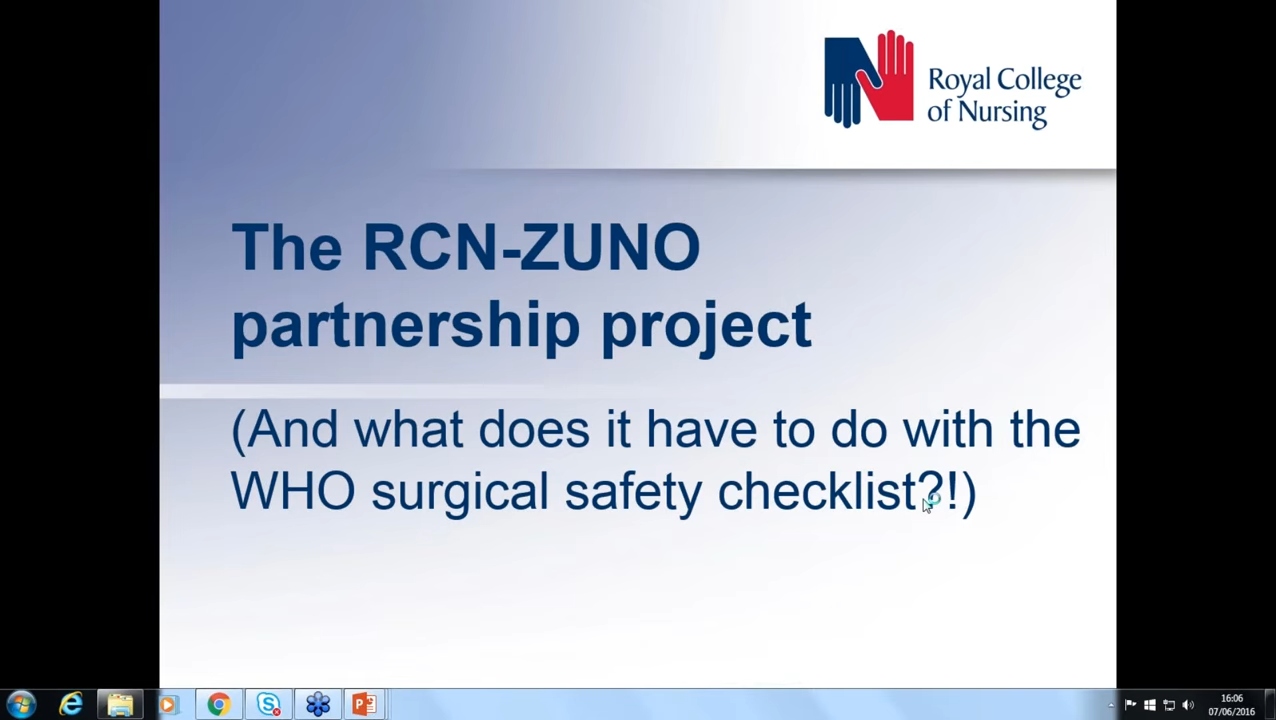 Royal College
of Nursing
The RCN-ZUNO
partnership project
(And what does it have to do with the
WHO surgical safety checklist?!)
16:06
07/06/2016